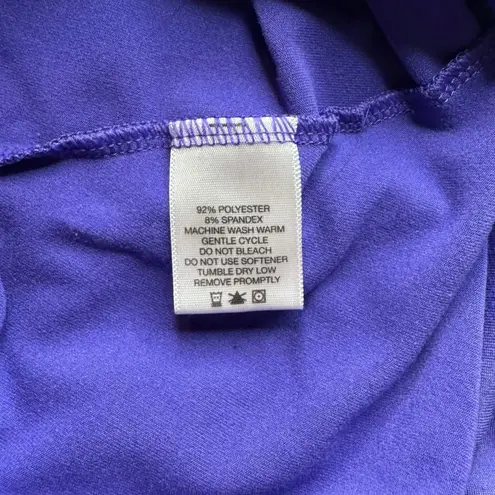 92% POLYESTER
8% SPANDEX
MACHINE WASH WARM
GENTLE CYCLE
DO NOT BLEACH
DO NOT USE SOFTENER
TUMBLE DRY LOW
REMOVE PROMPTLY